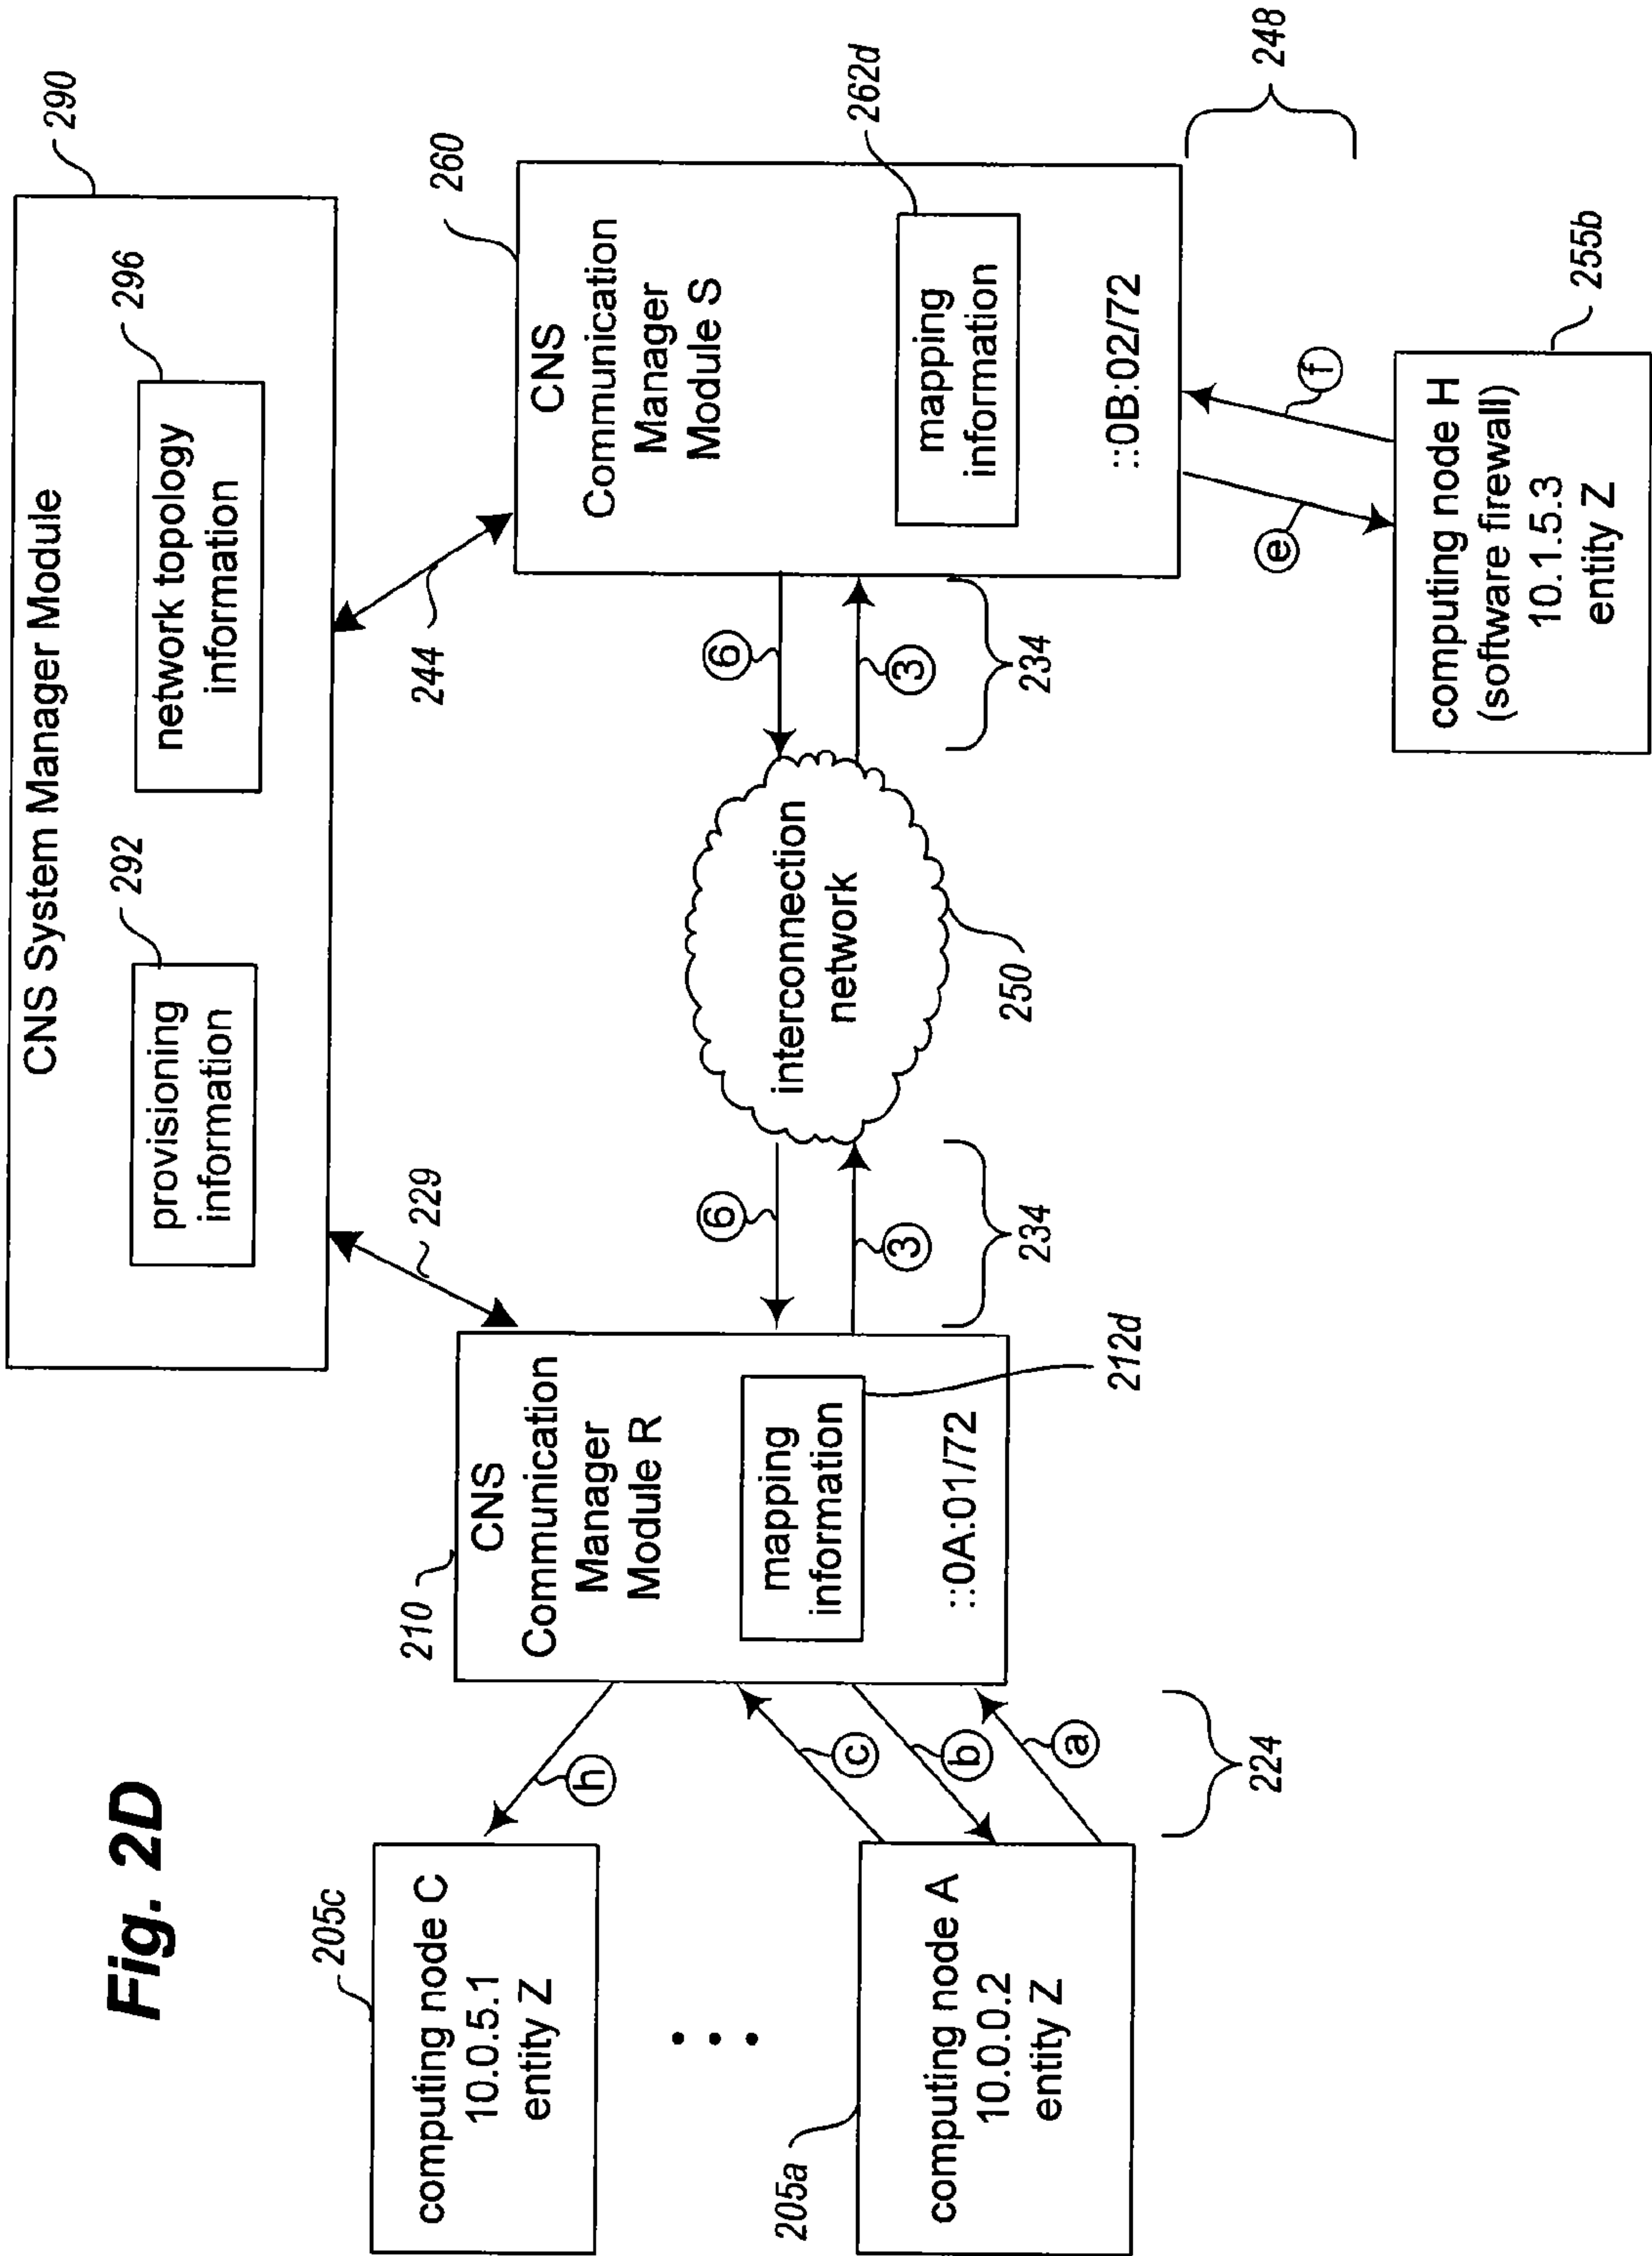 Fig. 2D
CNS System Manager Module
290
provisioning
information
292
network topology
information
296
229
244
205c
computing node C
10.0.5.1
entity Z
205a
computing node A
10.0.0.2
entity Z
h
c
b
a
224
210
CNS
Communication
Manager
Module R
mapping
information
::0A:01/72
212d
6
3
234
interconnection
network
250
6
3
234
260
CNS
Communication
Manager
Module S
mapping
information
::0B:02/72
262d
248
e
f
computing node H
(software firewall)
10.1.5.3
entity Z
255b